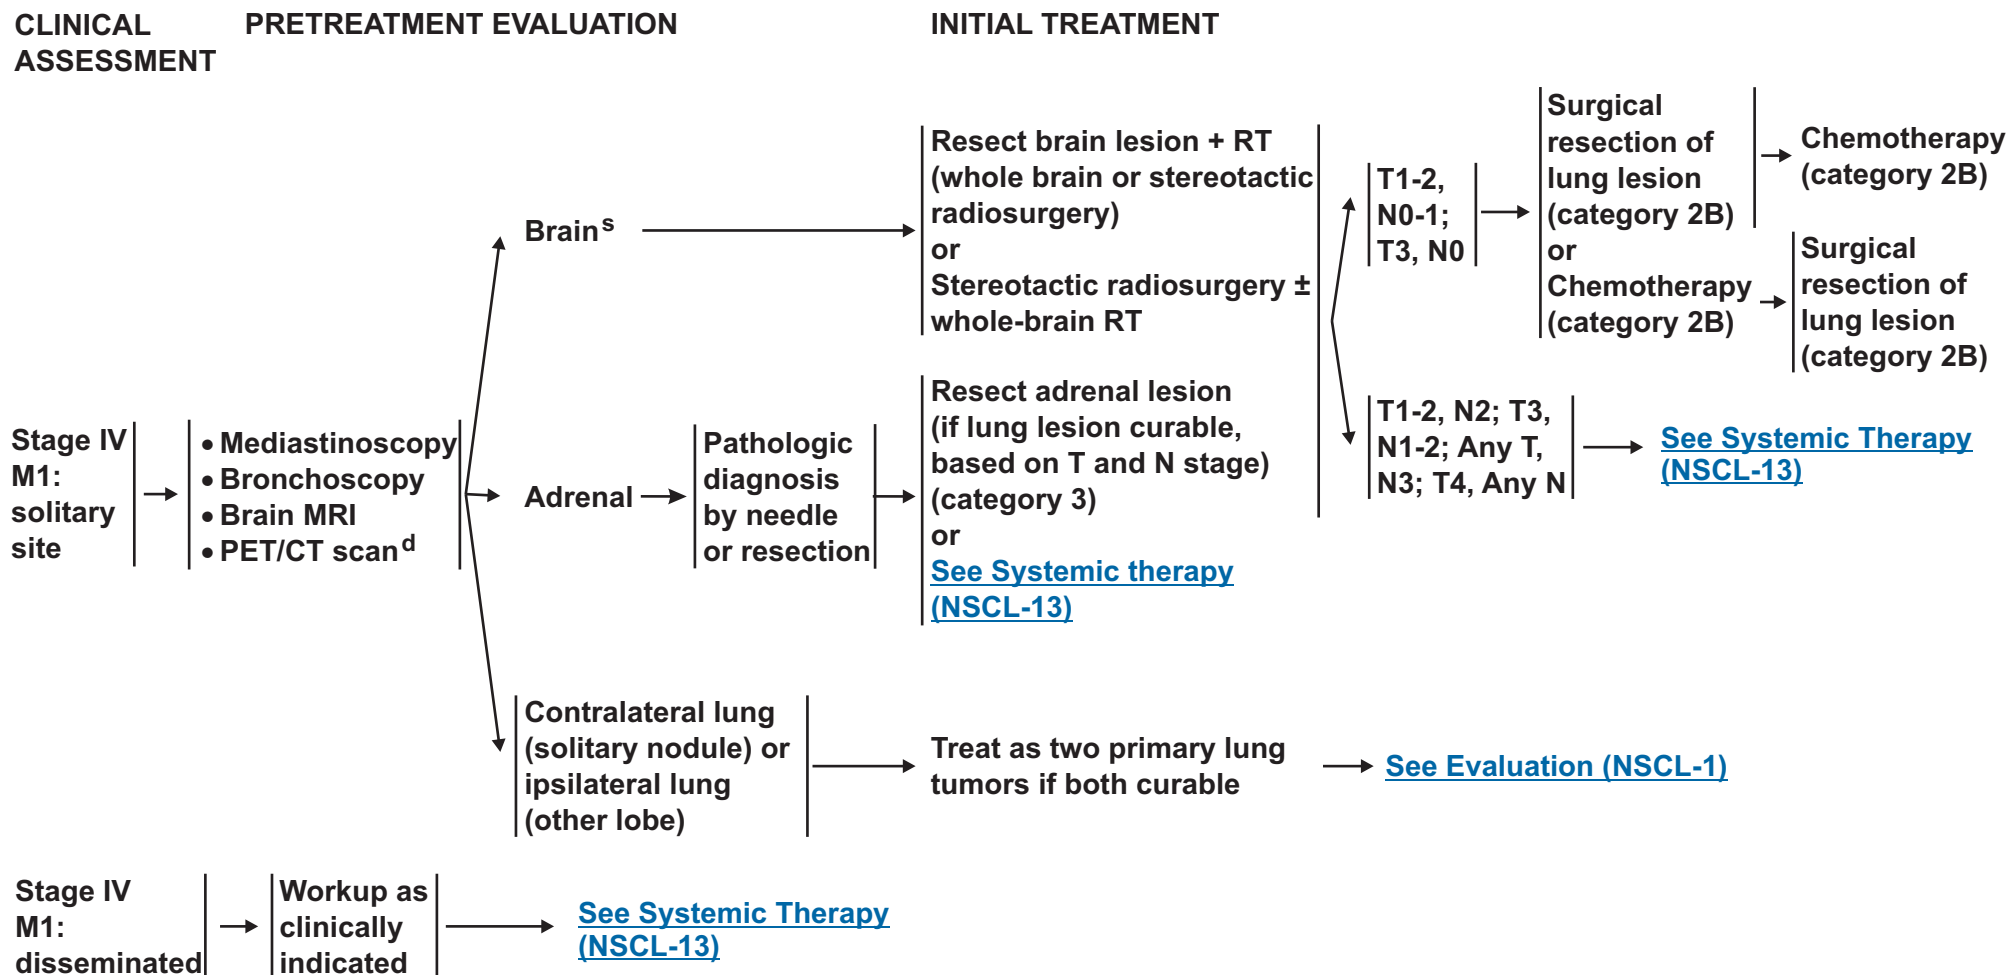 CLINICAL
ASSESSMENT
PRETREATMENT EVALUATION
INITIAL TREATMENT
Stage IV
M1:
solitary
site
• Mediastinoscopy
• Bronchoscopy
• Brain MRI
• PET/CT scan d
Brain s
Resect brain lesion + RT
(whole brain or stereotactic
radiosurgery)
or
Stereotactic radiosurgery ±
whole-brain RT
Adrenal
Pathologic
diagnosis
by needle
or resection
Resect adrenal lesion
(if lung lesion curable,
based on T and N stage)
(category 3)
or
See Systemic therapy
(NSCL-13)
T1-2,
N0-1;
T3, N0
Surgical
resection of
lung lesion
(category 2B)
or
Chemotherapy
(category 2B)
Chemotherapy
(category 2B)
Surgical
resection of
lung lesion
(category 2B)
T1-2, N2; T3,
N1-2; Any T,
N3; T4, Any N
See Systemic Therapy
(NSCL-13)
Contralateral lung
(solitary nodule) or
ipsilateral lung
(other lobe)
Treat as two primary lung
tumors if both curable
See Evaluation (NSCL-1)
Stage IV
M1:
disseminated
Workup as
clinically
indicated
See Systemic Therapy
(NSCL-13)